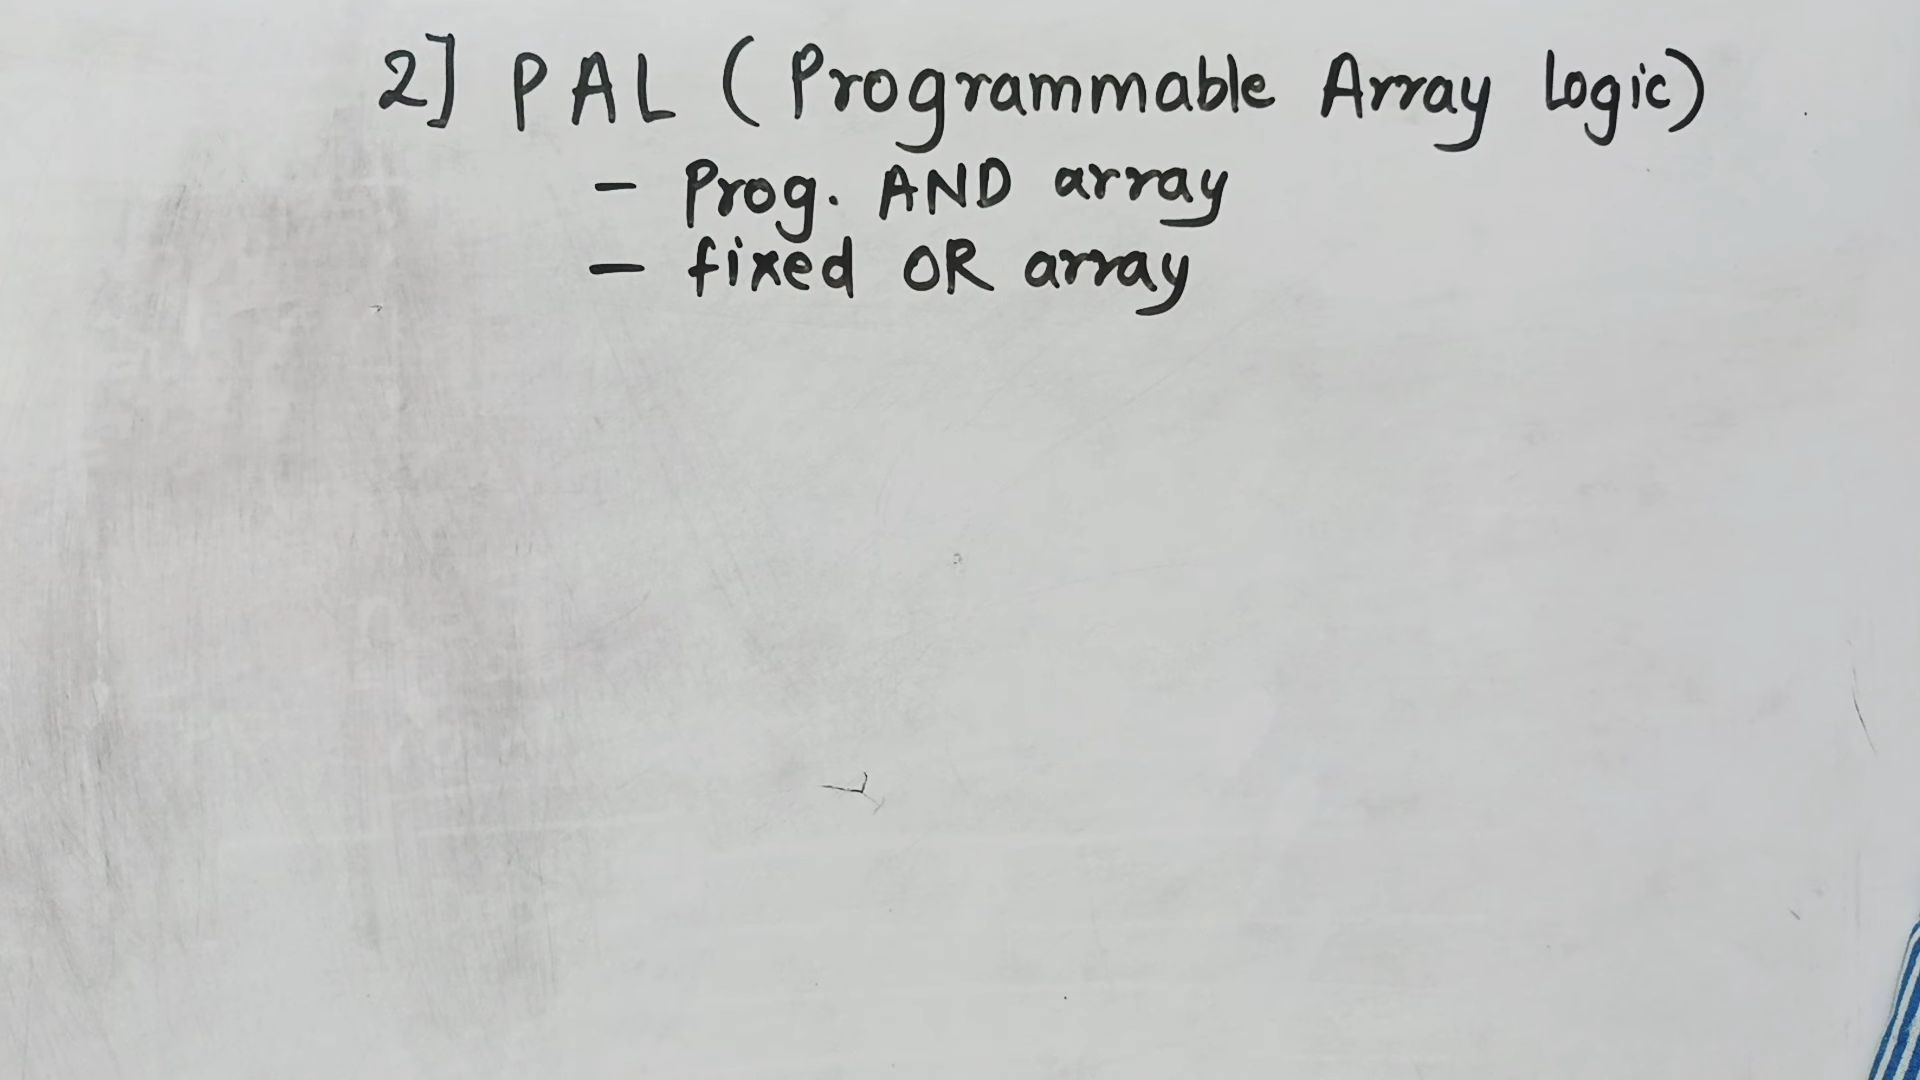 2] PAL ( Programmable Array Logic)
- Prog. AND array
- fixed OR array